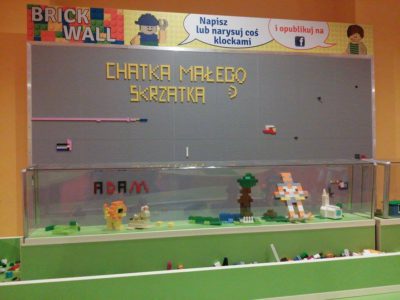 BRICK
WALL
Napisz
lub narysuj coś
klockami
i opublikuj na
f
CHATKA MAŁEGO
SKRZATKA
ADAM